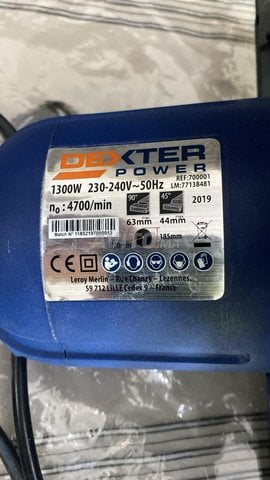 DEXTER
POWER
1300W 230-240V~50Hz
REF:700001
LM:77138481
n₀ : 4700/min
90° 45° 2019
63mm 44mm
185mm
CE
Leroy Merlin – Rue Chanzy – Lezennes
59 712 LILLE Cedex 9 – France